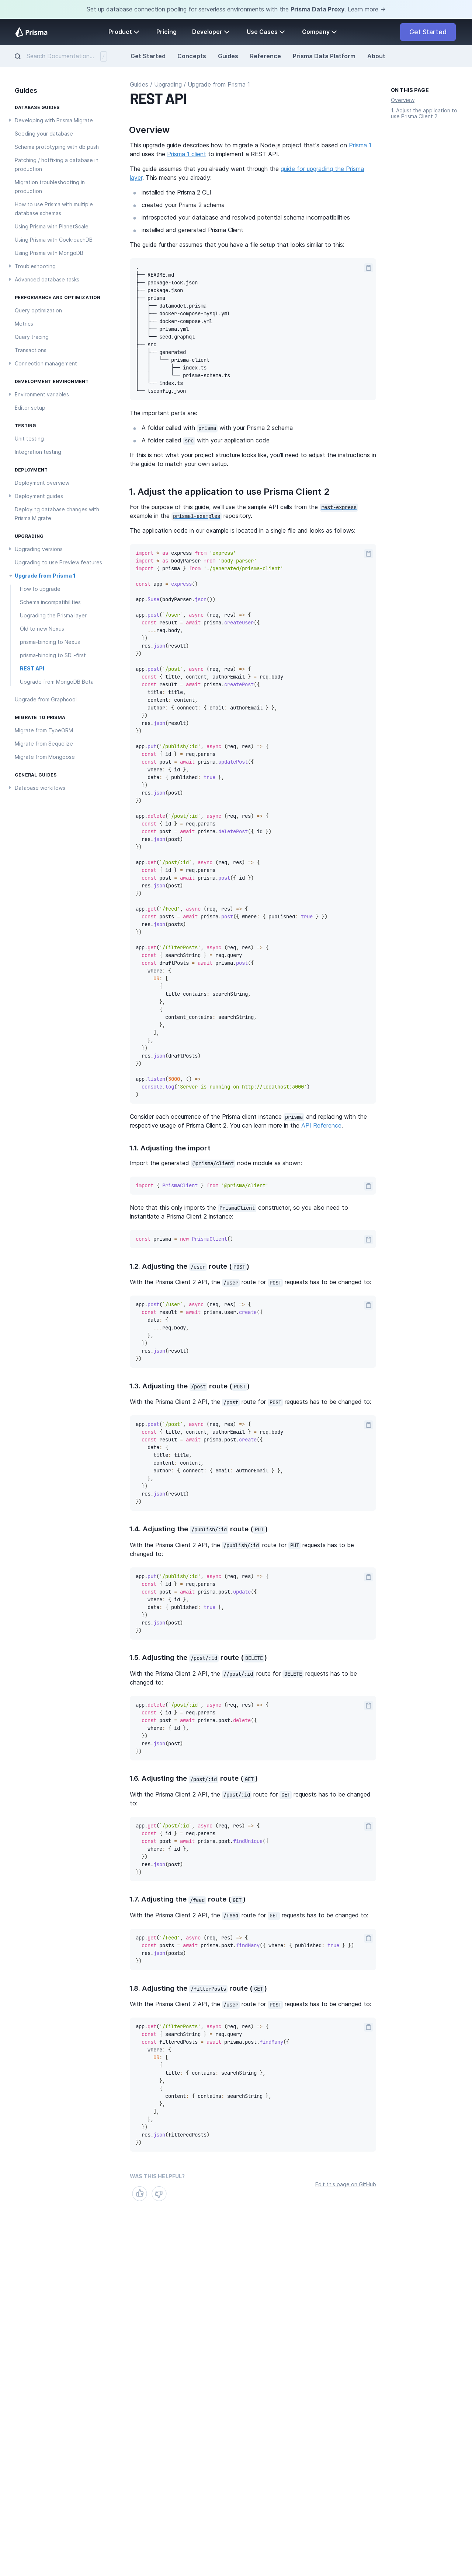 Set up database connection pooling for serverless environments with the Prisma Data Proxy. Learn more →
Prisma
Product
Pricing
Developer
Use Cases
Company
Get Started
Search Documentation... /
Get Started
Concepts
Guides
Reference
Prisma Data Platform
About
Guides
DATABASE GUIDES
Developing with Prisma Migrate
Seeding your database
Schema prototyping with db push
Patching / hotfixing a database in
production
Migration troubleshooting in
production
How to use Prisma with multiple
database schemas
Using Prisma with PlanetScale
Using Prisma with CockroachDB
Using Prisma with MongoDB
Troubleshooting
Advanced database tasks
PERFORMANCE AND OPTIMIZATION
Query optimization
Metrics
Query tracing
Transactions
Connection management
DEVELOPMENT ENVIRONMENT
Environment variables
Editor setup
TESTING
Unit testing
Integration testing
DEPLOYMENT
Deployment overview
Deployment guides
Deploying database changes with
Prisma Migrate
UPGRADING
Upgrading versions
Upgrading to use Preview features
Upgrade from Prisma 1
How to upgrade
Schema incompatibilities
Upgrading the Prisma layer
Old to new Nexus
prisma-binding to Nexus
prisma-binding to SDL-first
REST API
Upgrade from MongoDB Beta
Upgrade from Graphcool
MIGRATE TO PRISMA
Migrate from TypeORM
Migrate from Sequelize
Migrate from Mongoose
GENERAL GUIDES
Database workflows
Guides / Upgrading / Upgrade from Prisma 1
REST API
Overview
This upgrade guide describes how to migrate a Node.js project that's based on Prisma 1
and uses the Prisma 1 client to implement a REST API.
The guide assumes that you already went through the guide for upgrading the Prisma
layer. This means you already:
installed the Prisma 2 CLI
created your Prisma 2 schema
introspected your database and resolved potential schema incompatibilities
installed and generated Prisma Client
The guide further assumes that you have a file setup that looks similar to this:
.
├── README.md
├── package-lock.json
├── package.json
├── prisma
│   ├── datamodel.prisma
│   ├── docker-compose-mysql.yml
│   ├── docker-compose.yml
│   ├── prisma.yml
│   └── seed.graphql
├── src
│   ├── generated
│   │   └── prisma-client
│   │       ├── index.ts
│   │       └── prisma-schema.ts
│   └── index.ts
└── tsconfig.json
The important parts are:
A folder called with prisma with your Prisma 2 schema
A folder called src with your application code
If this is not what your project structure looks like, you'll need to adjust the instructions in
the guide to match your own setup.
1. Adjust the application to use Prisma Client 2
For the purpose of this guide, we'll use the sample API calls from the rest-express
example in the prisma1-examples repository.
The application code in our example is located in a single file and looks as follows:
import * as express from 'express'
import * as bodyParser from 'body-parser'
import { prisma } from './generated/prisma-client'
const app = express()
app.$use(bodyParser.json())
app.post(`/user`, async (req, res) => {
  const result = await prisma.createUser({
    ...req.body,
  })
  res.json(result)
})
app.post(`/post`, async (req, res) => {
  const { title, content, authorEmail } = req.body
  const result = await prisma.createPost({
    title: title,
    content: content,
    author: { connect: { email: authorEmail } },
  })
  res.json(result)
})
app.put('/publish/:id', async (req, res) => {
  const { id } = req.params
  const post = await prisma.updatePost({
    where: { id },
    data: { published: true },
  })
  res.json(post)
})
app.delete(`/post/:id`, async (req, res) => {
  const { id } = req.params
  const post = await prisma.deletePost({ id })
  res.json(post)
})
app.get(`/post/:id`, async (req, res) => {
  const { id } = req.params
  const post = await prisma.post({ id })
  res.json(post)
})
app.get('/feed', async (req, res) => {
  const posts = await prisma.post({ where: { published: true } })
  res.json(posts)
})
app.get('/filterPosts', async (req, res) => {
  const { searchString } = req.query
  const draftPosts = await prisma.post({
    where: {
      OR: [
        {
          title_contains: searchString,
        },
        {
          content_contains: searchString,
        },
      ],
    },
  })
  res.json(draftPosts)
})
app.listen(3000, () =>
  console.log('Server is running on http://localhost:3000')
)
Consider each occurrence of the Prisma client instance prisma and replacing with the
respective usage of Prisma Client 2. You can learn more in the API Reference.
1.1. Adjusting the import
Import the generated @prisma/client node module as shown:
import { PrismaClient } from '@prisma/client'
Note that this only imports the PrismaClient constructor, so you also need to
instantiate a Prisma Client 2 instance:
const prisma = new PrismaClient()
1.2. Adjusting the /user route ( POST )
With the Prisma Client 2 API, the /user route for POST requests has to be changed to:
app.post(`/user`, async (req, res) => {
  const result = await prisma.user.create({
    data: {
      ...req.body,
    },
  })
  res.json(result)
})
1.3. Adjusting the /post route ( POST )
With the Prisma Client 2 API, the /post route for POST requests has to be changed to:
app.post(`/post`, async (req, res) => {
  const { title, content, authorEmail } = req.body
  const result = await prisma.post.create({
    data: {
      title: title,
      content: content,
      author: { connect: { email: authorEmail } },
    },
  })
  res.json(result)
})
1.4. Adjusting the /publish/:id route ( PUT )
With the Prisma Client 2 API, the /publish/:id route for PUT requests has to be
changed to:
app.put('/publish/:id', async (req, res) => {
  const { id } = req.params
  const post = await prisma.post.update({
    where: { id },
    data: { published: true },
  })
  res.json(post)
})
1.5. Adjusting the /post/:id route ( DELETE )
With the Prisma Client 2 API, the //post/:id route for DELETE requests has to be
changed to:
app.delete(`/post/:id`, async (req, res) => {
  const { id } = req.params
  const post = await prisma.post.delete({
    where: { id },
  })
  res.json(post)
})
1.6. Adjusting the /post/:id route ( GET )
With the Prisma Client 2 API, the /post/:id route for GET requests has to be changed
to:
app.get(`/post/:id`, async (req, res) => {
  const { id } = req.params
  const post = await prisma.post.findUnique({
    where: { id },
  })
  res.json(post)
})
1.7. Adjusting the /feed route ( GET )
With the Prisma Client 2 API, the /feed route for GET requests has to be changed to:
app.get('/feed', async (req, res) => {
  const posts = await prisma.post.findMany({ where: { published: true } })
  res.json(posts)
})
1.8. Adjusting the /filterPosts route ( GET )
With the Prisma Client 2 API, the /user route for POST requests has to be changed to:
app.get('/filterPosts', async (req, res) => {
  const { searchString } = req.query
  const filteredPosts = await prisma.post.findMany({
    where: {
      OR: [
        {
          title: { contains: searchString },
        },
        {
          content: { contains: searchString },
        },
      ],
    },
  })
  res.json(filteredPosts)
})
WAS THIS HELPFUL?
Edit this page on GitHub
ON THIS PAGE
Overview
1. Adjust the application to
use Prisma Client 2